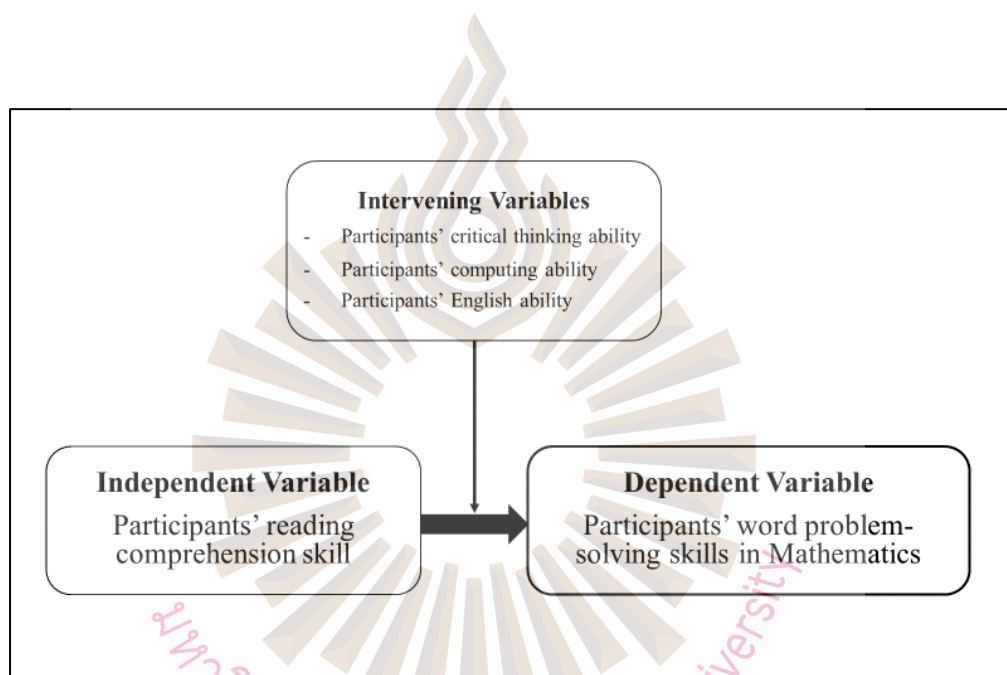 Intervening Variables
- Participants' critical thinking ability
- Participants' computing ability
- Participants' English ability
Independent Variable
Participants' reading
comprehension skill
Dependent Variable
Participants' word problem-
solving skills in Mathematics